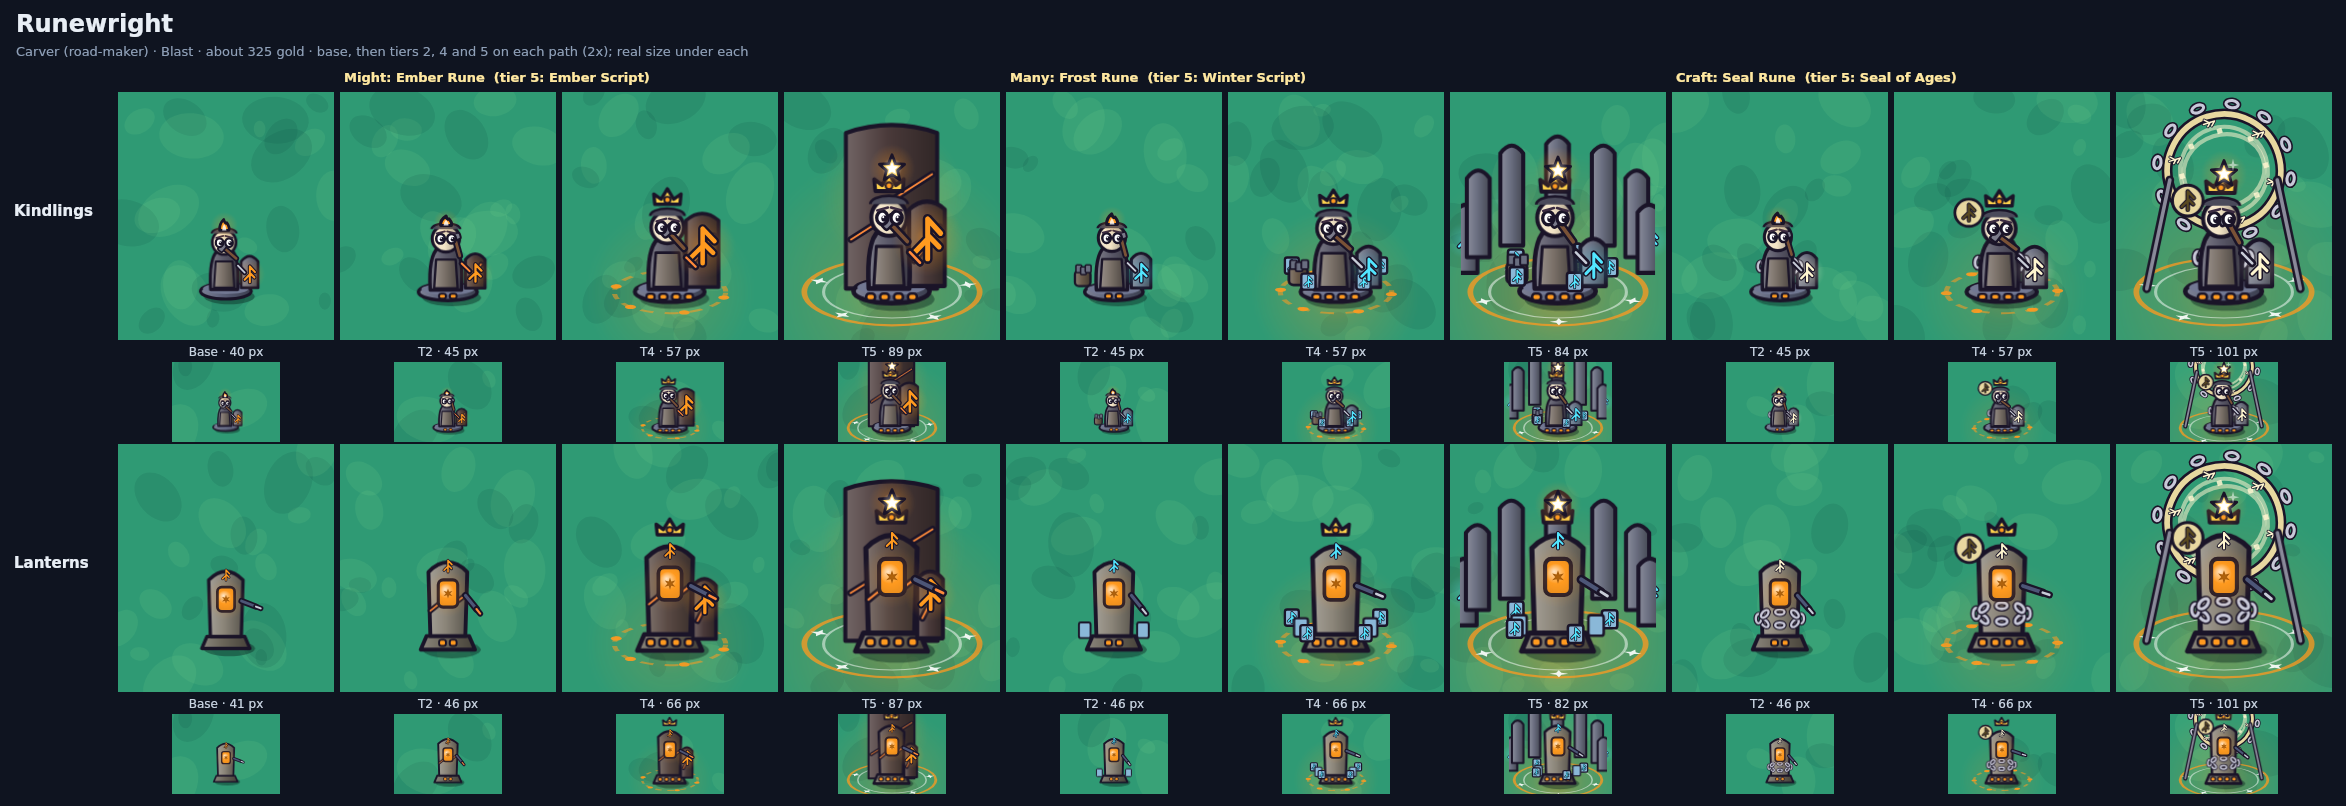 Runewright
Carver (road-maker) · Blast · about 325 gold · base, then tiers 2, 4 and 5 on each path (2x); real size under each
Might: Ember Rune (tier 5: Ember Script)
Many: Frost Rune (tier 5: Winter Script)
Craft: Seal Rune (tier 5: Seal of Ages)
Kindlings
Base · 40 px
T2 · 45 px
T4 · 57 px
T5 · 89 px
T2 · 45 px
T4 · 57 px
T5 · 84 px
T2 · 45 px
T4 · 57 px
T5 · 101 px
Lanterns
Base · 41 px
T2 · 46 px
T4 · 66 px
T5 · 87 px
T2 · 46 px
T4 · 66 px
T5 · 82 px
T2 · 46 px
T4 · 66 px
T5 · 101 px